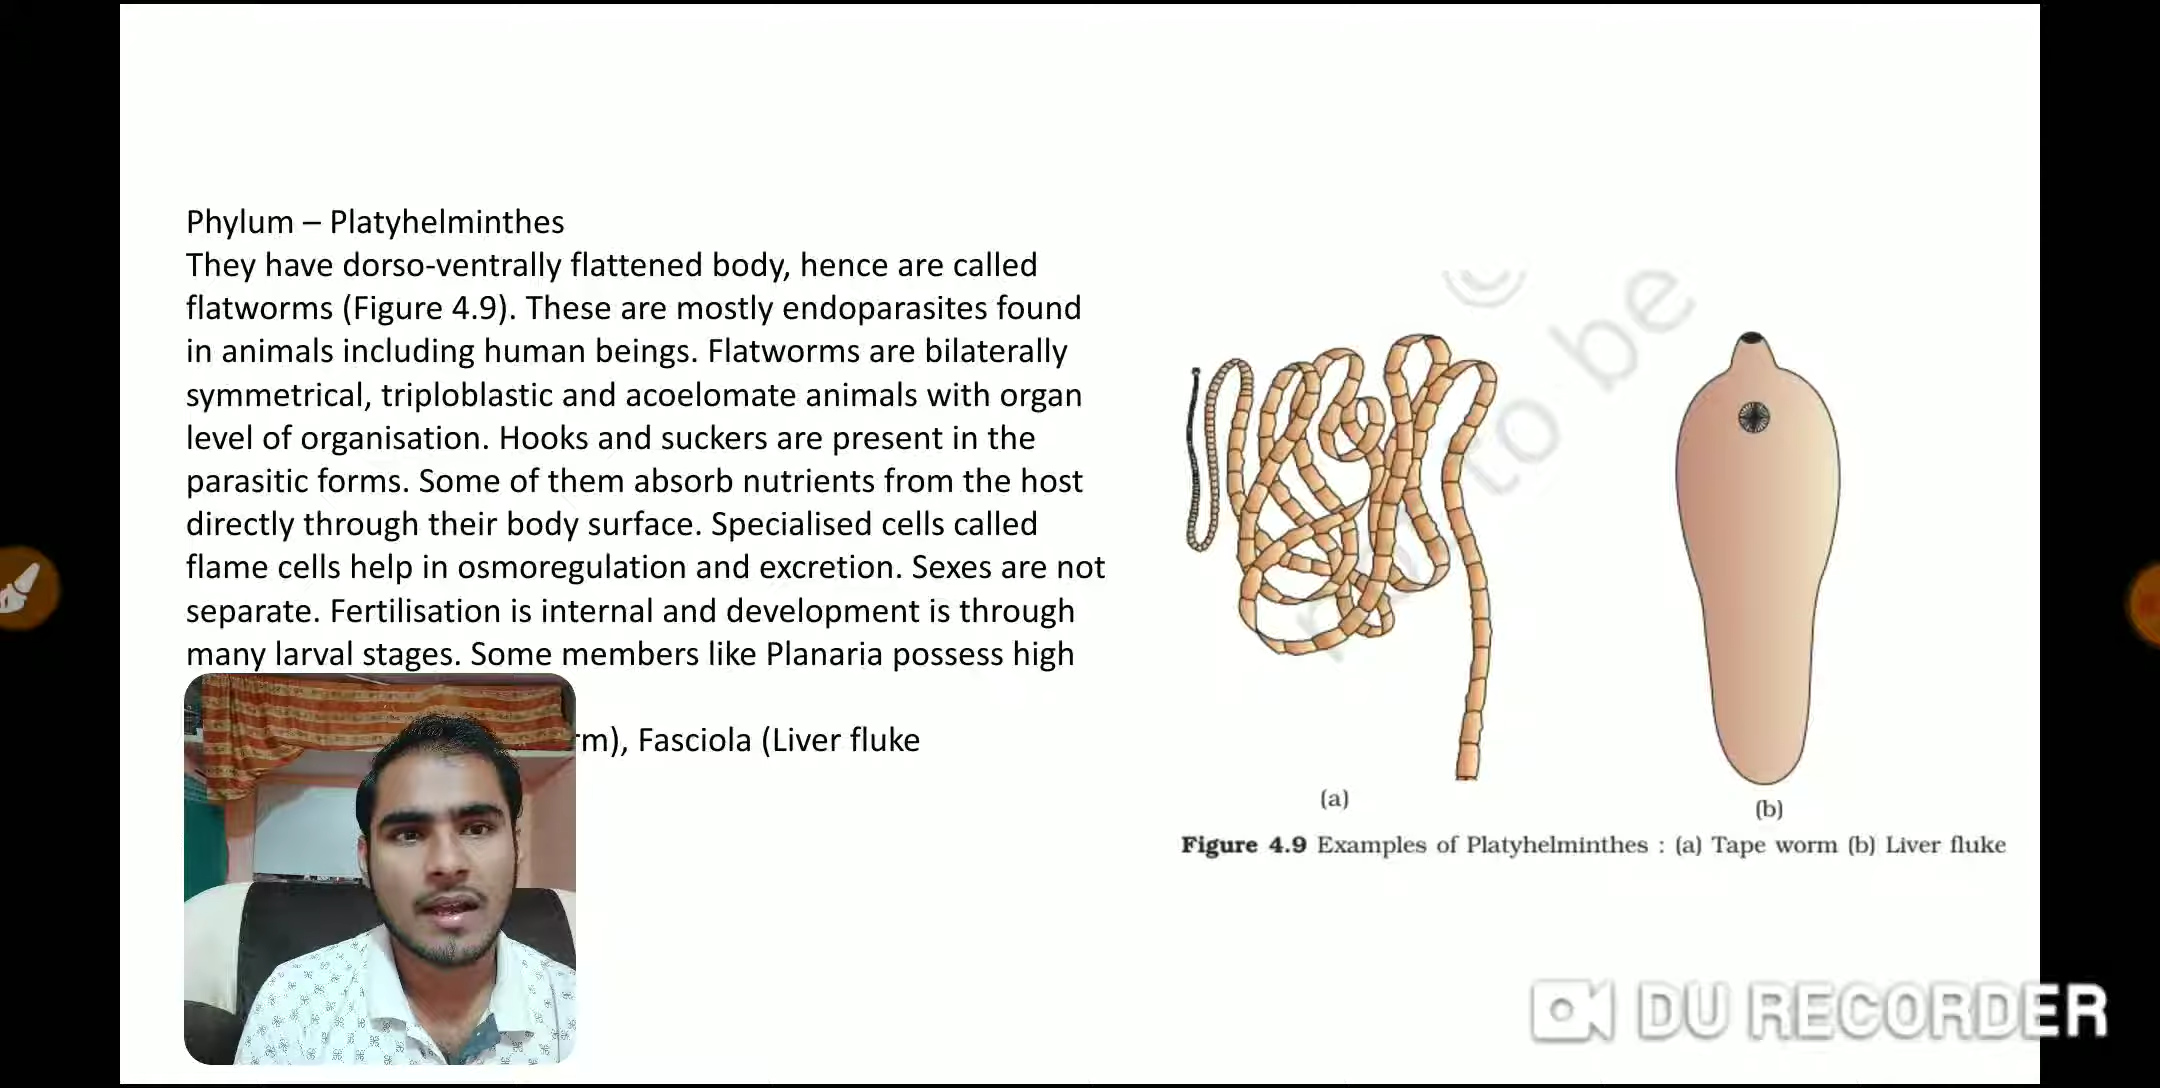 Phylum – Platyhelminthes
They have dorso-ventrally flattened body, hence are called
flatworms (Figure 4.9). These are mostly endoparasites found
in animals including human beings. Flatworms are bilaterally
symmetrical, triploblastic and acoelomate animals with organ
level of organisation. Hooks and suckers are present in the
parasitic forms. Some of them absorb nutrients from the host
directly through their body surface. Specialised cells called
flame cells help in osmoregulation and excretion. Sexes are not
separate. Fertilisation is internal and development is through
many larval stages. Some members like Planaria possess high
Fasciola (Liver fluke
to be
(a)
(b)
Figure 4.9 Examples of Platyhelminthes : (a) Tape worm (b) Liver fluke
DU RECORDER